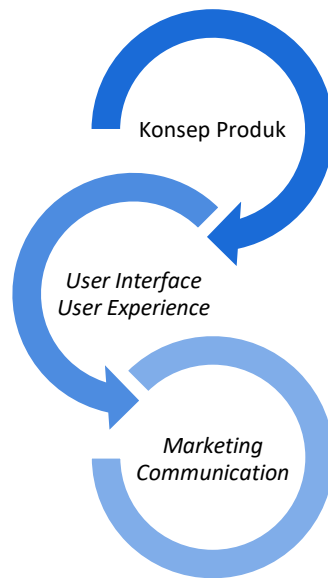 Konsep Produk
User Interface
User Experience
Marketing
Communication